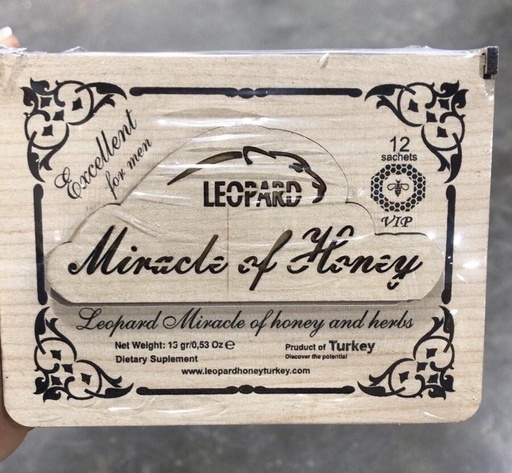 Excellent
for men
12
sachets
LEOPARD
VIP
Miracle of Honey
Leopard Miracle of honey and herbs
Net Weight: 15 gr/0,53 Oz e
Dietary Suplement
Product of Turkey
Discover the potential
www.leopardhoneyturkey.com